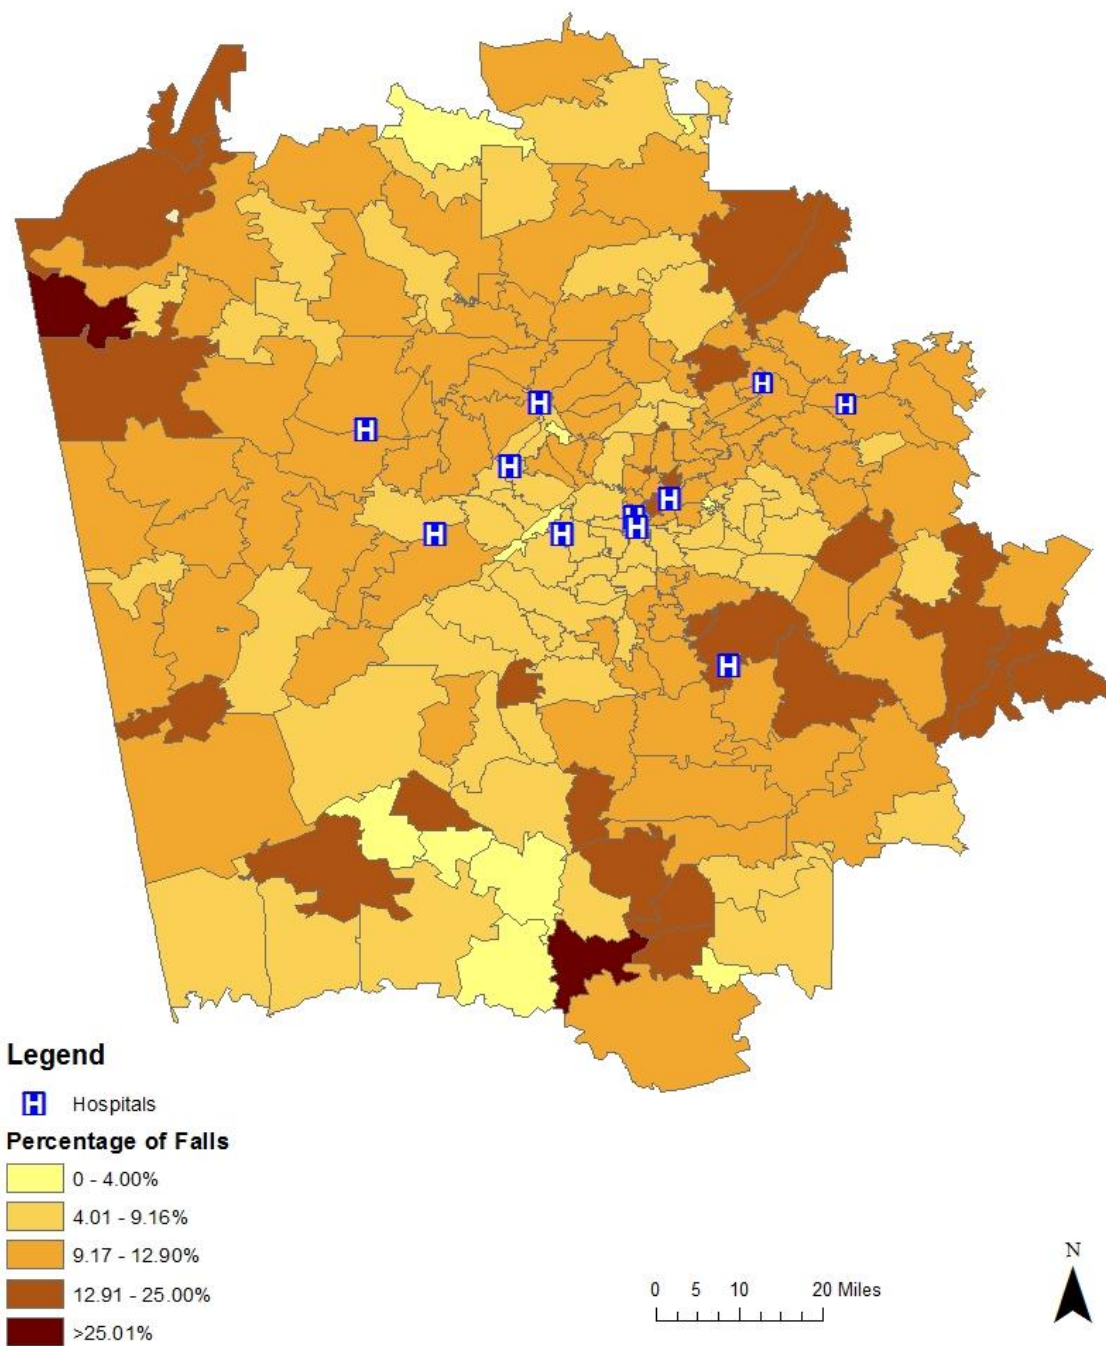 H
H
H
H
H
H
H
H
H
H
H
Legend
H Hospitals
Percentage of Falls
0 - 4.00%
4.01 - 9.16%
9.17 - 12.90%
12.91 - 25.00%
>25.01%
0 5 10 20 Miles
N